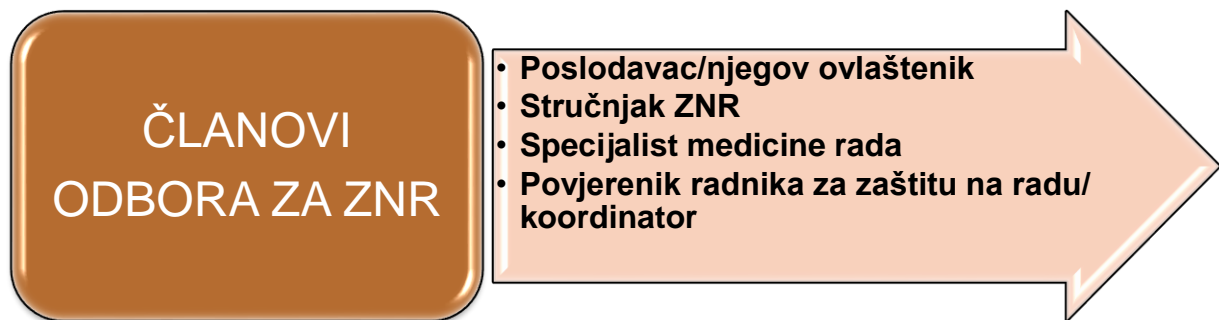 ČLANOVI
ODBORA ZA ZNR
• Poslodavac/njegov ovlaštenik
• Stručnjak ZNR
• Specijalist medicine rada
• Povjerenik radnika za zaštitu na radu/
koordinator